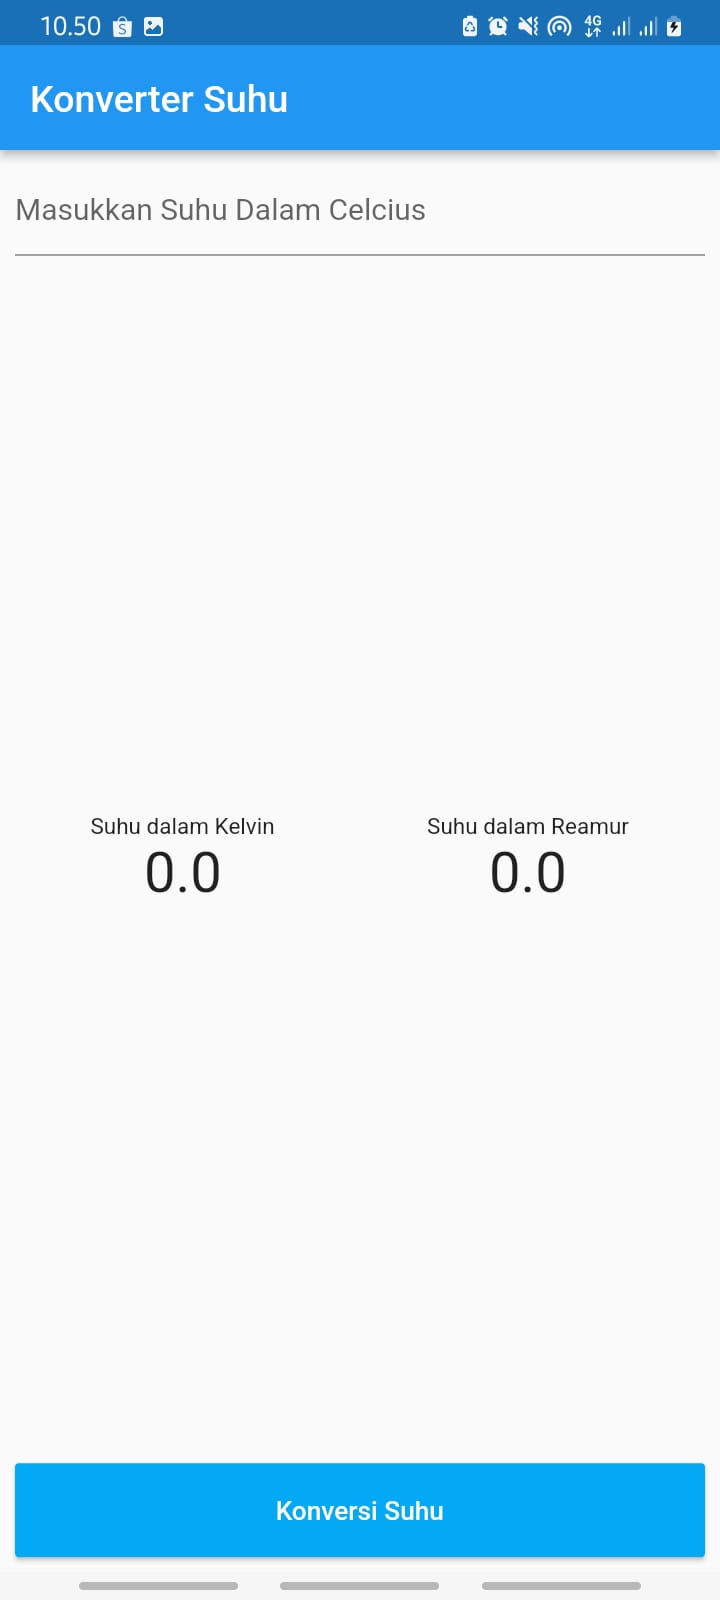 10.50
4G
Konverter Suhu
Masukkan Suhu Dalam Celcius
Suhu dalam Kelvin
0.0
Suhu dalam Reamur
0.0
Konversi Suhu